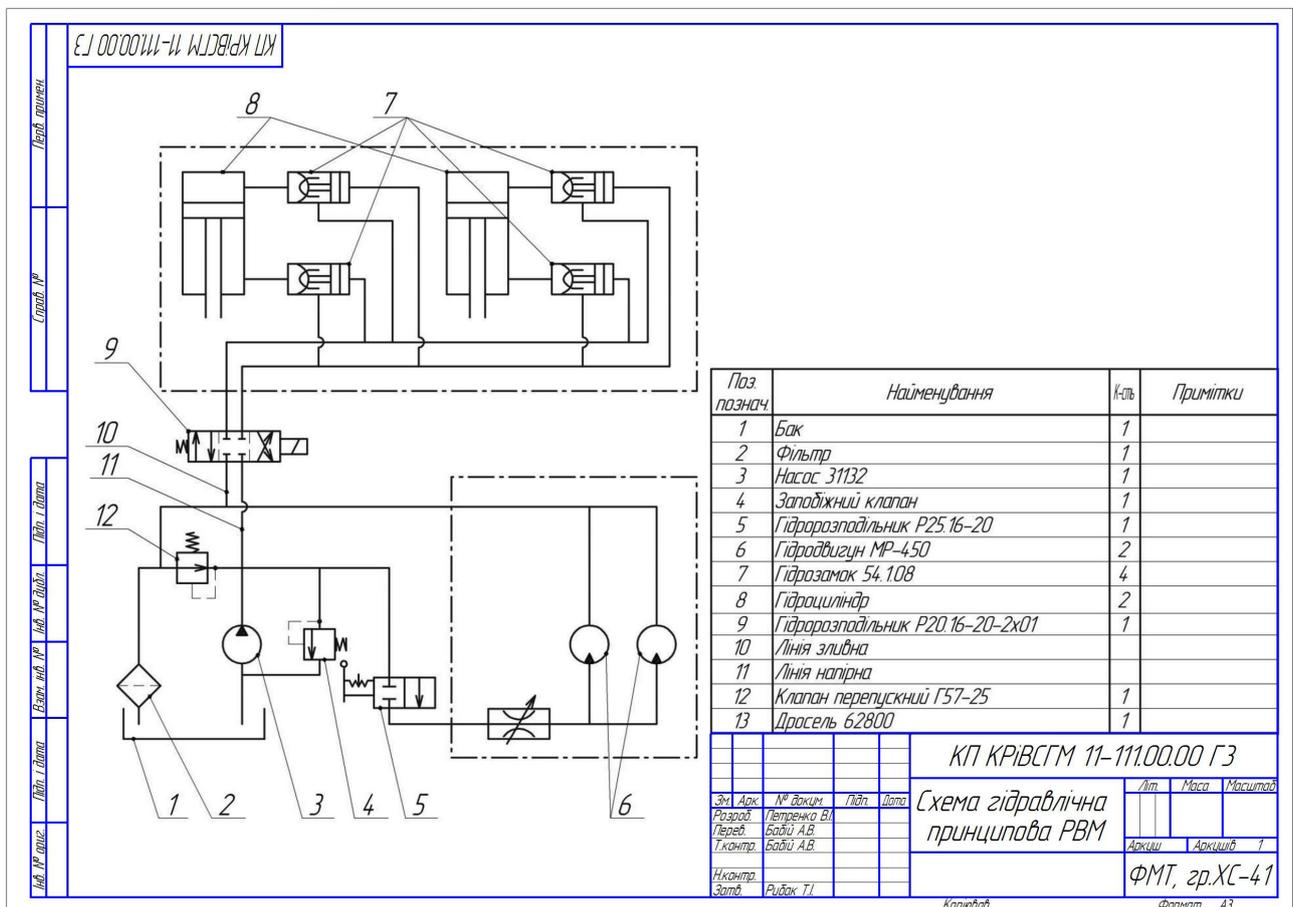 КП КРіВСГМ 11-111.00.00 ГЗ
Перв. примен.
Справ. №
Підп. і дата
Інв. № дубл.
Взам. інв. №
Підп. і дата
Інв. № ориг.
8
7
9
10
11
12
1
2
3
4
5
6
Поз. познач. Найменування К-сть Примітки
1 Бак 1
2 Фільтр 1
3 Насос 31132 1
4 Запобіжний клапан 1
5 Гідророзподільник Р25.16-20 1
6 Гідродвигун МР-450 2
7 Гідрозамок 54.1.08 4
8 Гідроциліндр 2
9 Гідророзподільник Р20.16-20-2х01 1
10 Лінія зливна
11 Лінія напірна
12 Клапан перепускний Г57-25 1
13 Дросель 62800 1
КП КРіВСГМ 11-111.00.00 ГЗ
Зм. Арк. № докум. Підп. Дата
Розроб. Петренко В.І.
Перев. Бабій А.В.
Т.контр. Бабій А.В.
Н.контр.
Затв. Рибак Т.І.
Схема гідравлічна
принципова РВМ
Літ. Маса Масштаб
Аркуш Аркушів 1
ФМТ, гр.ХС-41
Копіював Формат А3